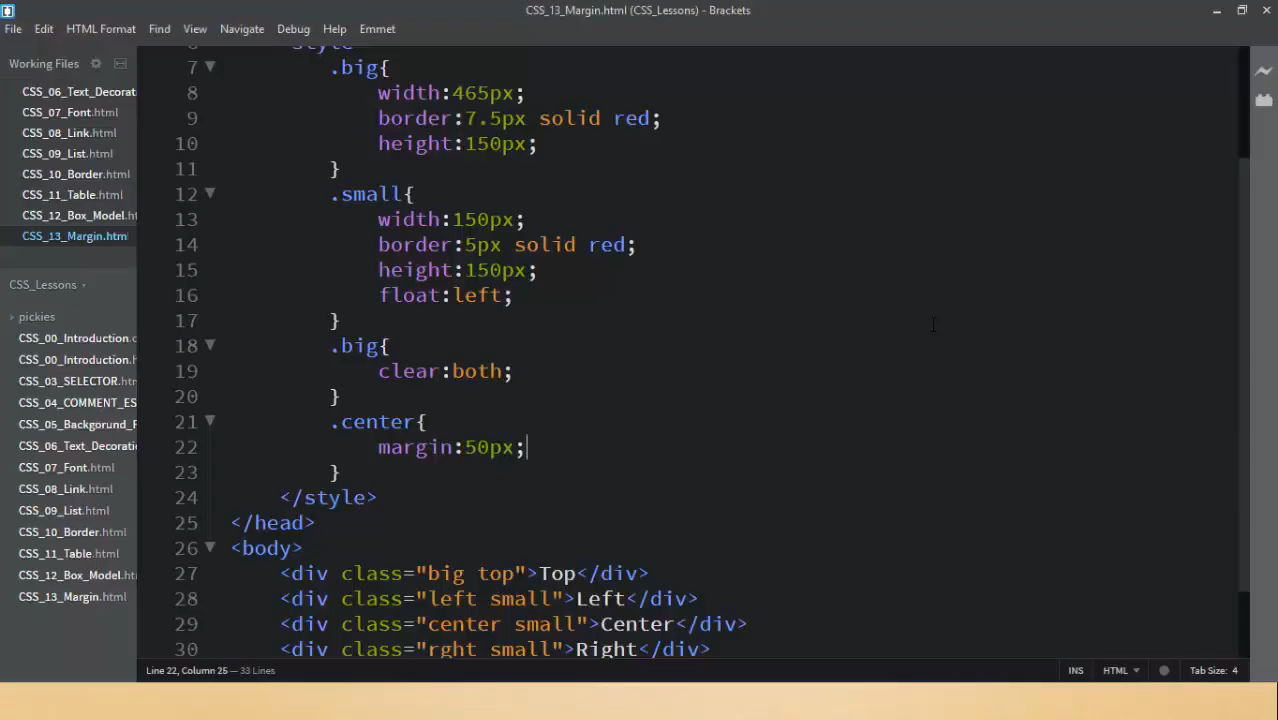 CSS_13_Margin.html (CSS_Lessons) - Brackets
File Edit View Navigate Debug Help Emmet
HTML Format Find
Working Files
CSS_06_Text_Decorati
CSS_07_Font.html
CSS_08_Link.html
CSS_09_List.html
CSS_10_Border.html
CSS_11_Table.html
CSS_12_Box_Model.ht
CSS_13_Margin.html
CSS_Lessons
pickies
CSS_00_Introduction.c
CSS_00_Introduction.h
CSS_03_SELECTOR.htm
CSS_04_COMMENT_ES
CSS_05_Backgorund_F
CSS_06_Text_Decoratio
CSS_07_Font.html
CSS_08_Link.html
CSS_09_List.html
CSS_10_Border.html
CSS_11_Table.html
CSS_12_Box_Model.htr
CSS_13_Margin.html
6 style
7 .big{
8 width:465px;
9 border:7.5px solid red;
10 height:150px;
11 }
12 .small{
13 width:150px;
14 border:5px solid red;
15 height:150px;
16 float:left;
17 }
18 .big{
19 clear:both;
20 }
21 .center{
22 margin:50px;
23 }
24 </style>
25 </head>
26 <body>
27 <div class="big top">Top</div>
28 <div class="left small">Left</div>
29 <div class="center small">Center</div>
30 <div class="rght small">Right</div>
Line 22, Column 25 — 33 Lines
INS HTML Tab Size: 4